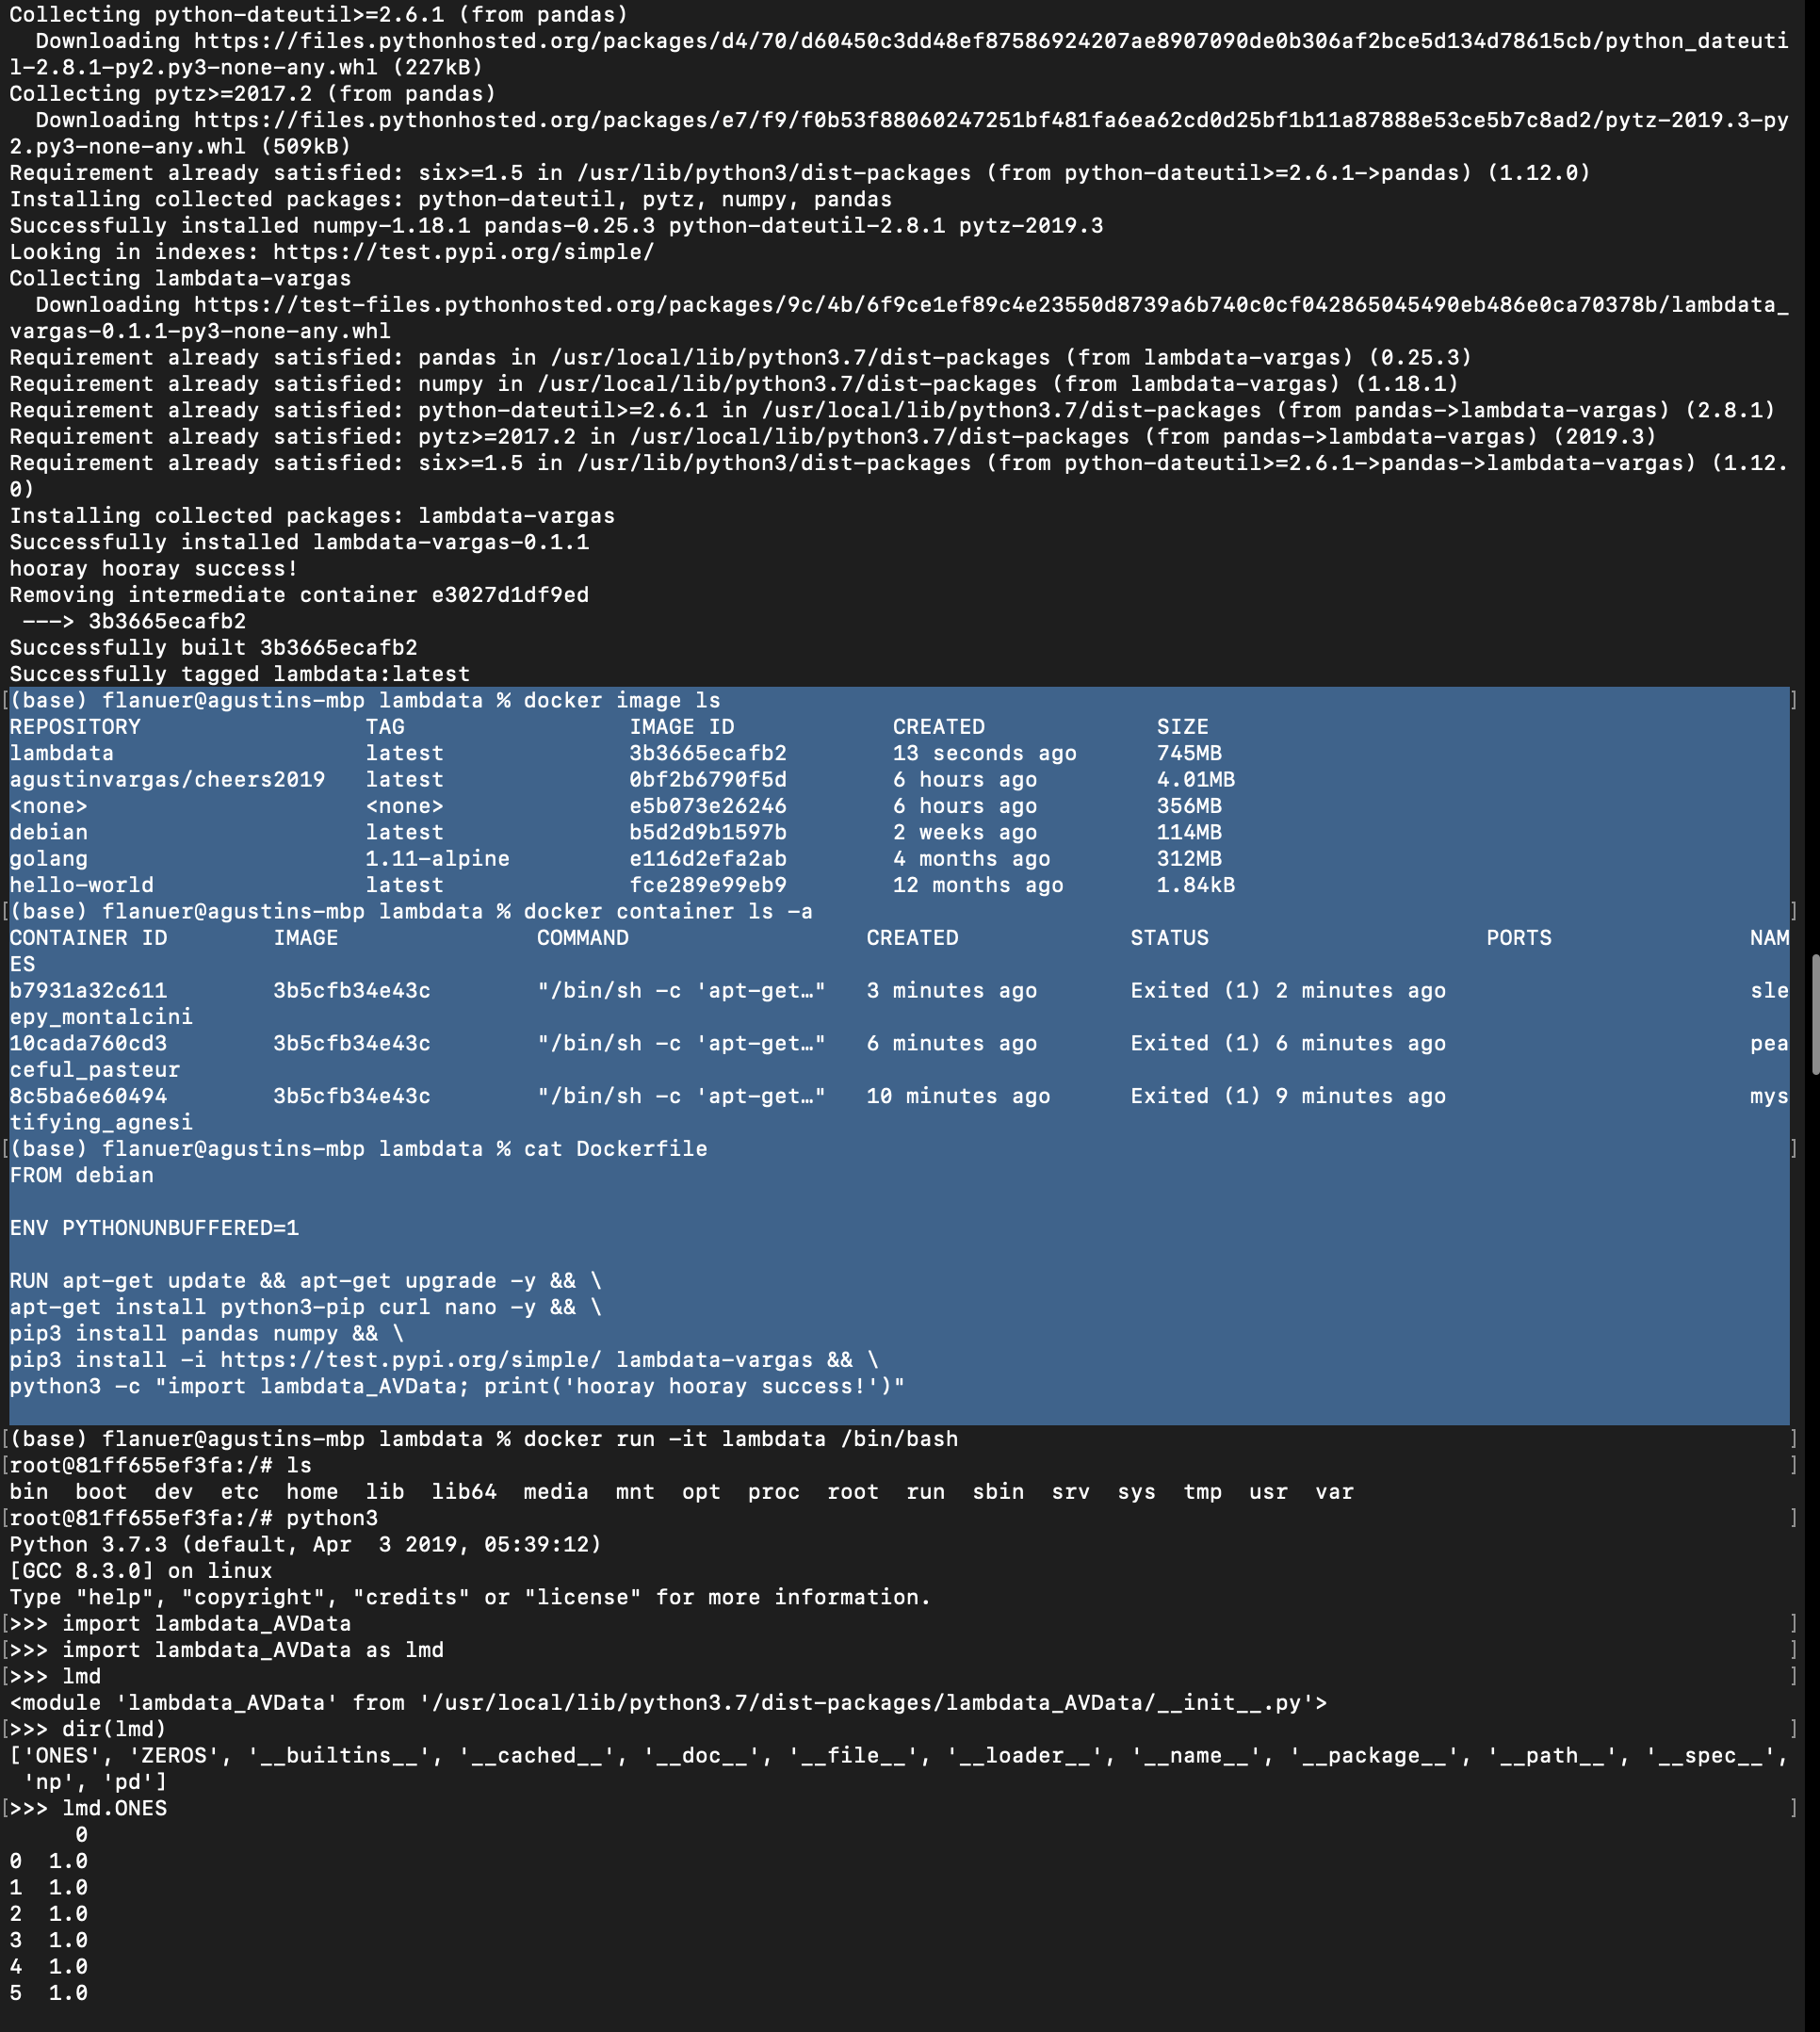 Collecting python-dateutil>=2.6.1 (from pandas)
  Downloading https://files.pythonhosted.org/packages/d4/70/d60450c3dd48ef87586924207ae8907090de0b306af2bce5d134d78615cb/python_dateuti
l-2.8.1-py2.py3-none-any.whl (227kB)
Collecting pytz>=2017.2 (from pandas)
  Downloading https://files.pythonhosted.org/packages/e7/f9/f0b53f88060247251bf481fa6ea62cd0d25bf1b11a87888e53ce5b7c8ad2/pytz-2019.3-py
2.py3-none-any.whl (509kB)
Requirement already satisfied: six>=1.5 in /usr/lib/python3/dist-packages (from python-dateutil>=2.6.1->pandas) (1.12.0)
Installing collected packages: python-dateutil, pytz, numpy, pandas
Successfully installed numpy-1.18.1 pandas-0.25.3 python-dateutil-2.8.1 pytz-2019.3
Looking in indexes: https://test.pypi.org/simple/
Collecting lambdata-vargas
  Downloading https://test-files.pythonhosted.org/packages/9c/4b/6f9ce1ef89c4e23550d8739a6b740c0cf042865045490eb486e0ca70378b/lambdata_
vargas-0.1.1-py3-none-any.whl
Requirement already satisfied: pandas in /usr/local/lib/python3.7/dist-packages (from lambdata-vargas) (0.25.3)
Requirement already satisfied: numpy in /usr/local/lib/python3.7/dist-packages (from lambdata-vargas) (1.18.1)
Requirement already satisfied: python-dateutil>=2.6.1 in /usr/local/lib/python3.7/dist-packages (from pandas->lambdata-vargas) (2.8.1)
Requirement already satisfied: pytz>=2017.2 in /usr/local/lib/python3.7/dist-packages (from pandas->lambdata-vargas) (2019.3)
Requirement already satisfied: six>=1.5 in /usr/lib/python3/dist-packages (from python-dateutil>=2.6.1->pandas->lambdata-vargas) (1.12.
0)
Installing collected packages: lambdata-vargas
Successfully installed lambdata-vargas-0.1.1
hooray hooray success!
Removing intermediate container e3027d1df9ed
 ---> 3b3665ecafb2
Successfully built 3b3665ecafb2
Successfully tagged lambdata:latest
[(base) flanuer@agustins-mbp lambdata % docker image ls ]
REPOSITORY                 TAG                 IMAGE ID            CREATED             SIZE
lambdata                   latest              3b3665ecafb2        13 seconds ago      745MB
agustinvargas/cheers2019   latest              0bf2b6790f5d        6 hours ago         4.01MB
<none>                     <none>              e5b073e26246        6 hours ago         356MB
debian                     latest              b5d2d9b1597b        2 weeks ago         114MB
golang                     1.11-alpine         e116d2efa2ab        4 months ago        312MB
hello-world                latest              fce289e99eb9        12 months ago       1.84kB
[(base) flanuer@agustins-mbp lambdata % docker container ls -a ]
CONTAINER ID        IMAGE               COMMAND                  CREATED             STATUS                     PORTS               NAM
ES
b7931a32c611        3b5cfb34e43c        "/bin/sh -c 'apt-get…"   3 minutes ago       Exited (1) 2 minutes ago                       sle
epy_montalcini
10cada760cd3        3b5cfb34e43c        "/bin/sh -c 'apt-get…"   6 minutes ago       Exited (1) 6 minutes ago                       pea
ceful_pasteur
8c5ba6e60494        3b5cfb34e43c        "/bin/sh -c 'apt-get…"   10 minutes ago      Exited (1) 9 minutes ago                       mys
tifying_agnesi
[(base) flanuer@agustins-mbp lambdata % cat Dockerfile ]
FROM debian
ENV PYTHONUNBUFFERED=1
RUN apt-get update && apt-get upgrade -y && \
apt-get install python3-pip curl nano -y && \
pip3 install pandas numpy && \
pip3 install -i https://test.pypi.org/simple/ lambdata-vargas && \
python3 -c "import lambdata_AVData; print('hooray hooray success!')"
[(base) flanuer@agustins-mbp lambdata % docker run -it lambdata /bin/bash ]
[root@81ff655ef3fa:/# ls ]
bin  boot  dev  etc  home  lib  lib64  media  mnt  opt  proc  root  run  sbin  srv  sys  tmp  usr  var
[root@81ff655ef3fa:/# python3 ]
Python 3.7.3 (default, Apr  3 2019, 05:39:12)
[GCC 8.3.0] on linux
Type "help", "copyright", "credits" or "license" for more information.
[>>> import lambdata_AVData ]
[>>> import lambdata_AVData as lmd ]
[>>> lmd ]
<module 'lambdata_AVData' from '/usr/local/lib/python3.7/dist-packages/lambdata_AVData/__init__.py'>
[>>> dir(lmd) ]
['ONES', 'ZEROS', '__builtins__', '__cached__', '__doc__', '__file__', '__loader__', '__name__', '__package__', '__path__', '__spec__',
 'np', 'pd']
[>>> lmd.ONES ]
     0
0  1.0
1  1.0
2  1.0
3  1.0
4  1.0
5  1.0